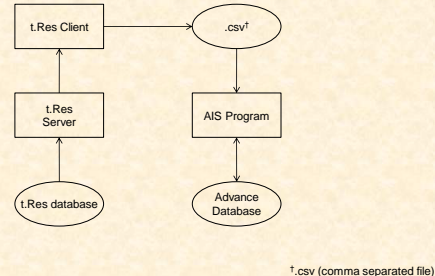 t.Res Client
.csv†
t.Res
Server
AIS Program
t.Res database
Advance
Database
†.csv (comma separated file)